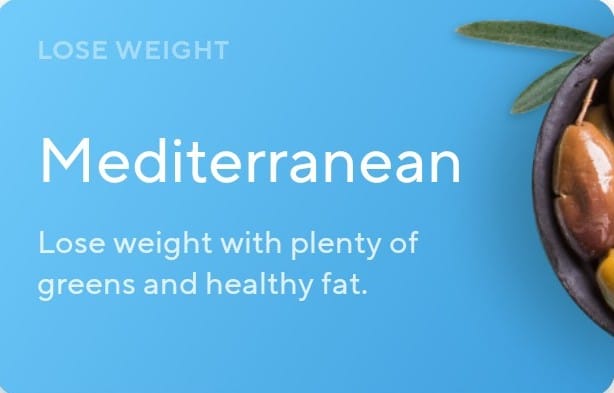 LOSE WEIGHT
Mediterranean
Lose weight with plenty of
greens and healthy fat.